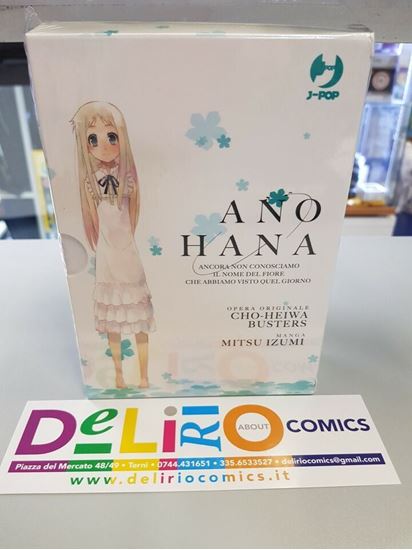 J-POP
ANO
HANA
ANCORA NON CONOSCIAMO
IL NOME DEL FIORE
CHE ABBIAMO VISTO QUEL GIORNO
OPERA ORIGINALE
CHO-HEIWA
BUSTERS
MANGA
MITSU IZUMI
DeLiRiO ABOUT COMICS
Piazza del Mercato 48/49 • Terni • 0744.431651 • 335.6533527 • deliriocomics@gmail.com
www.deliriocomics.it